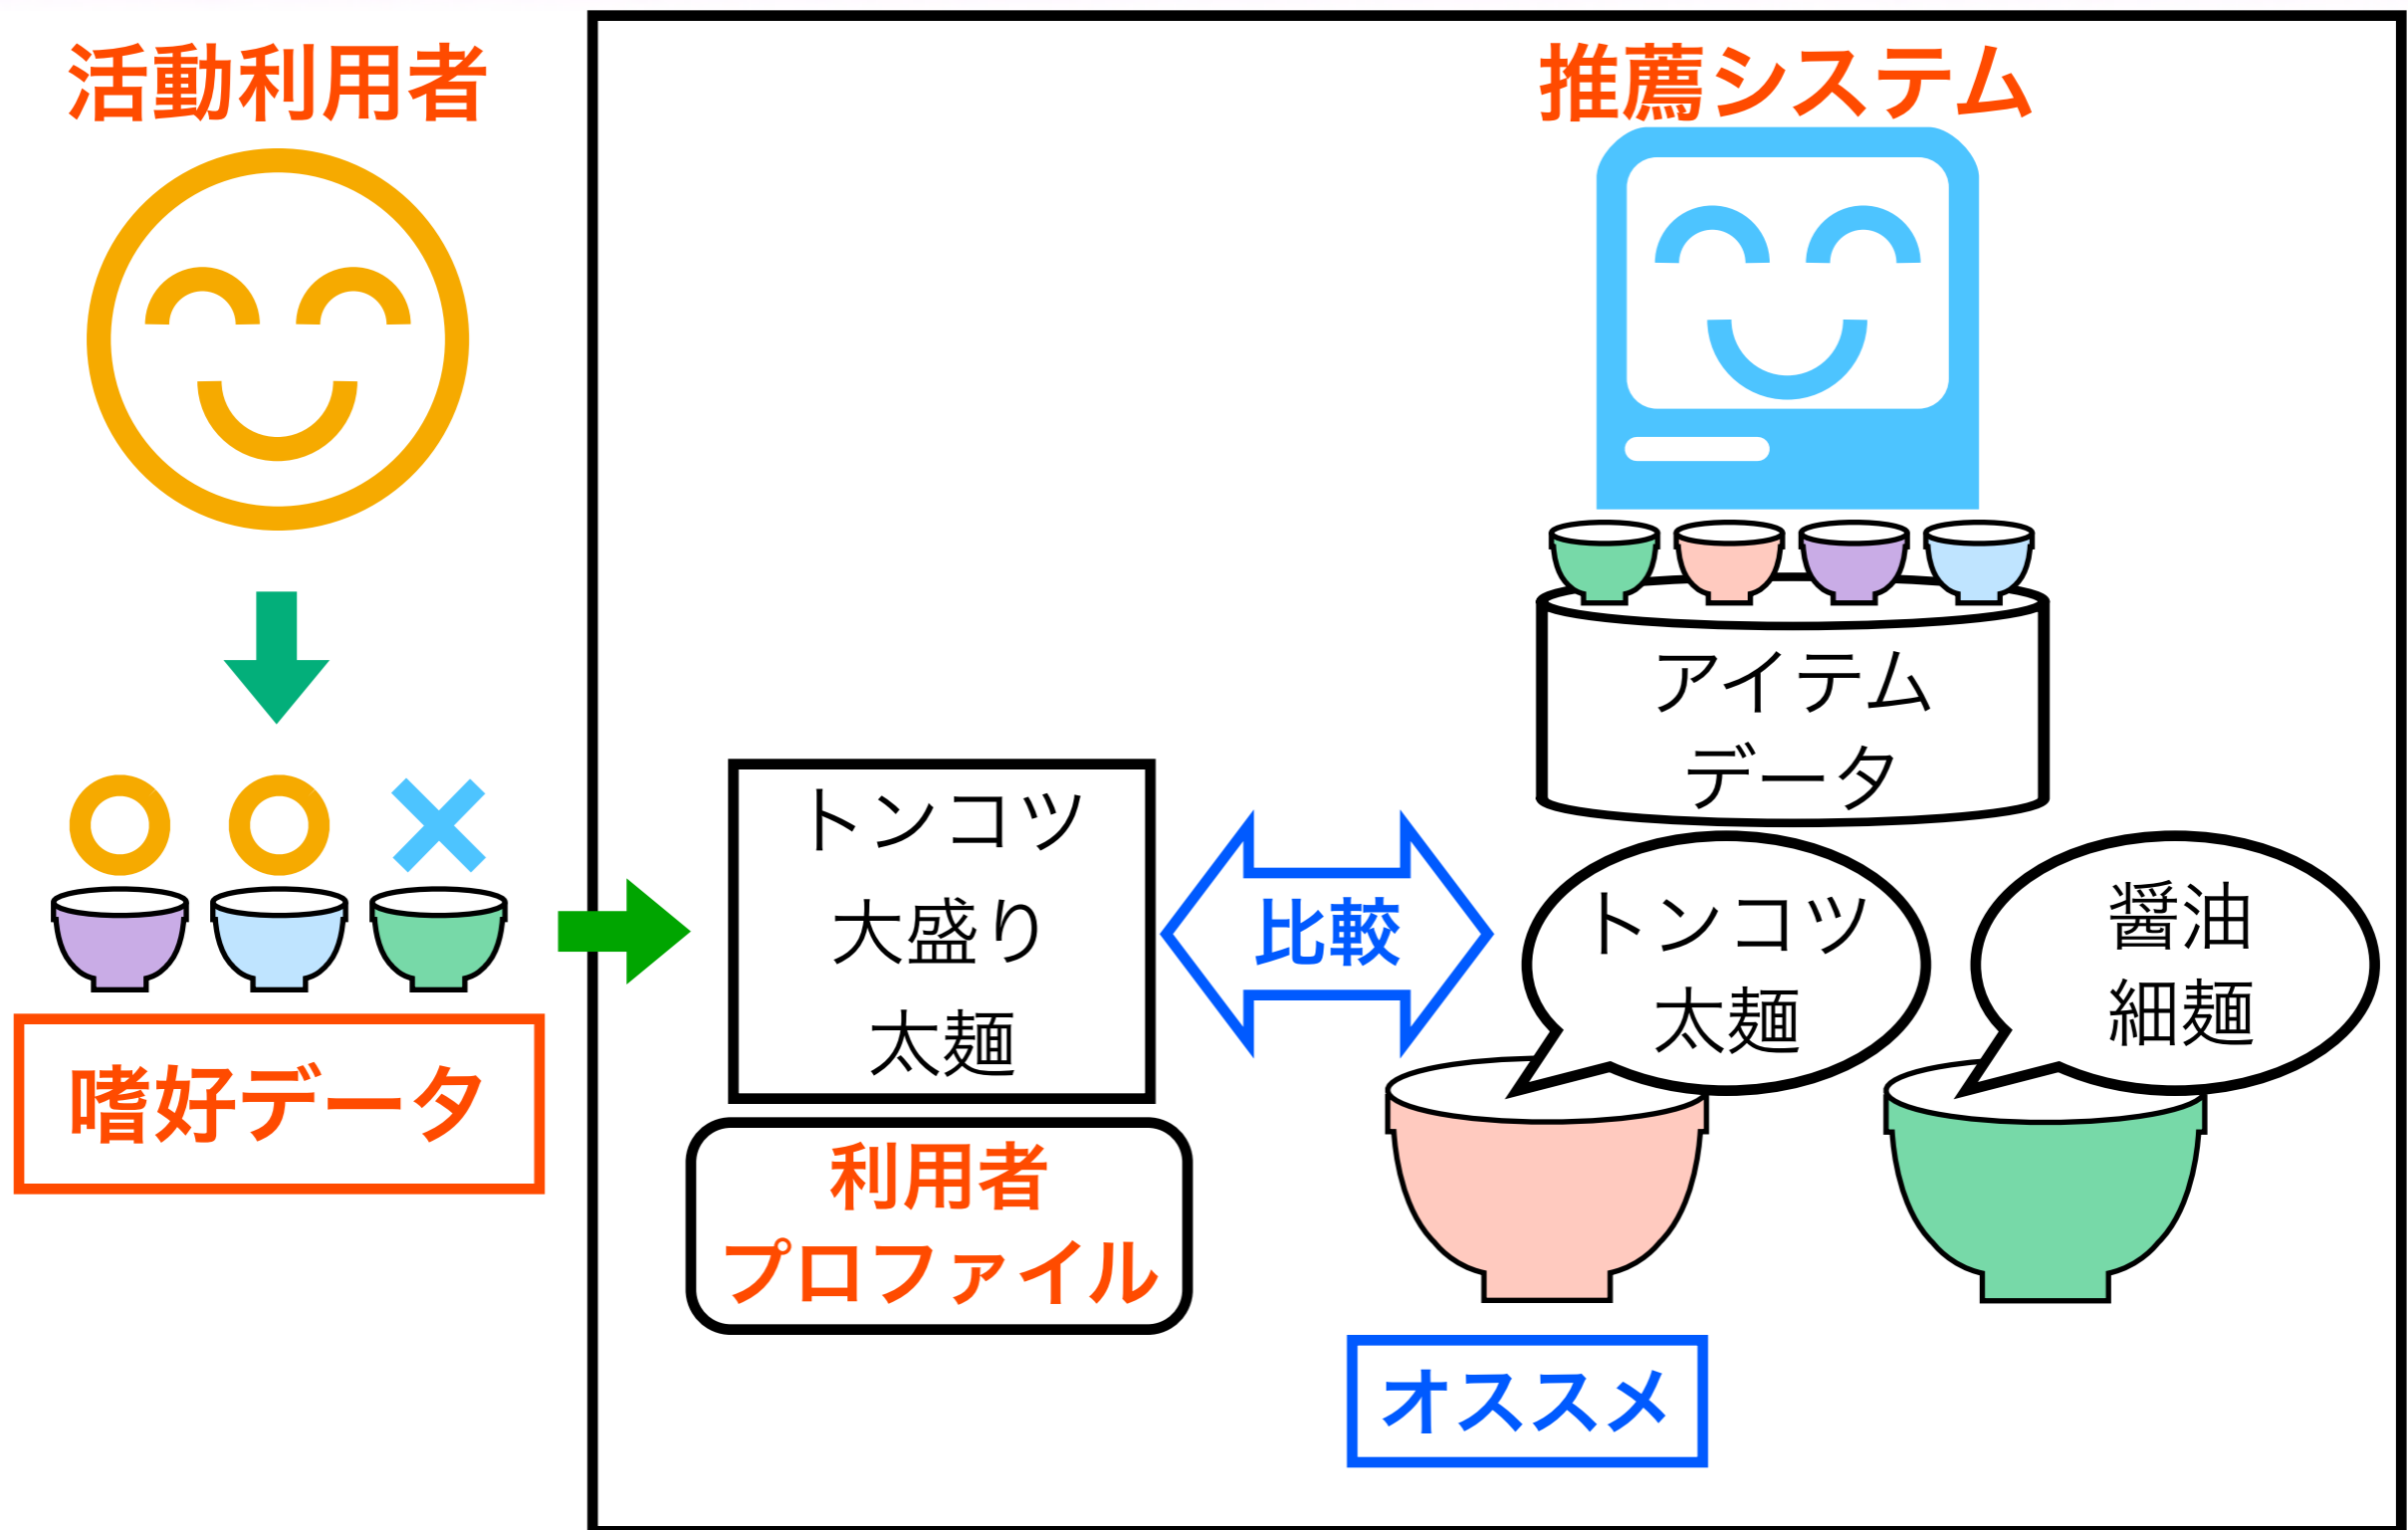 活動利用者
嗜好データ
推薦システム
アイテム
データ
トンコツ
大盛り
太麺
利用者
プロファイル
比較
トンコツ
太麺
醤油
細麺
オススメ